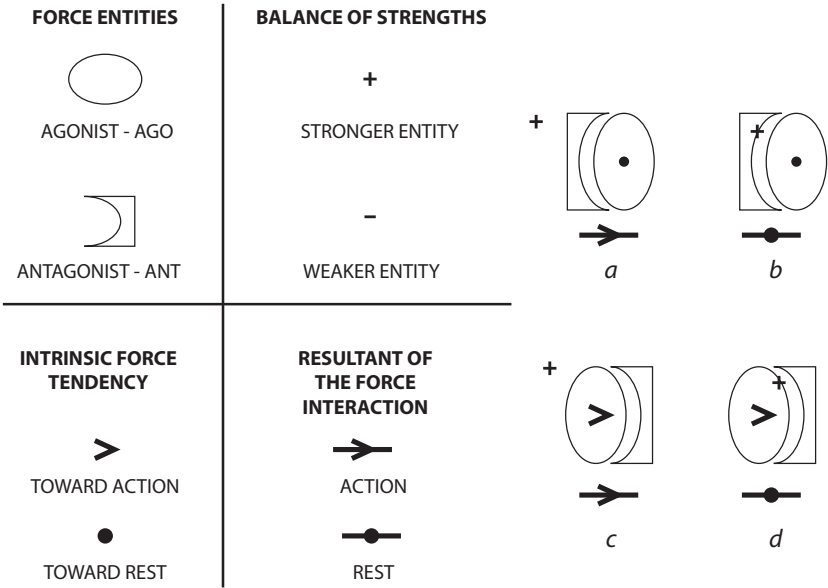 FORCE ENTITIES
AGONIST - AGO
ANTAGONIST - ANT
BALANCE OF STRENGTHS
+
STRONGER ENTITY
–
WEAKER ENTITY
INTRINSIC FORCE
TENDENCY
TOWARD ACTION
TOWARD REST
RESULTANT OF
THE FORCE
INTERACTION
ACTION
REST
+
a
+
b
+
c
+
d